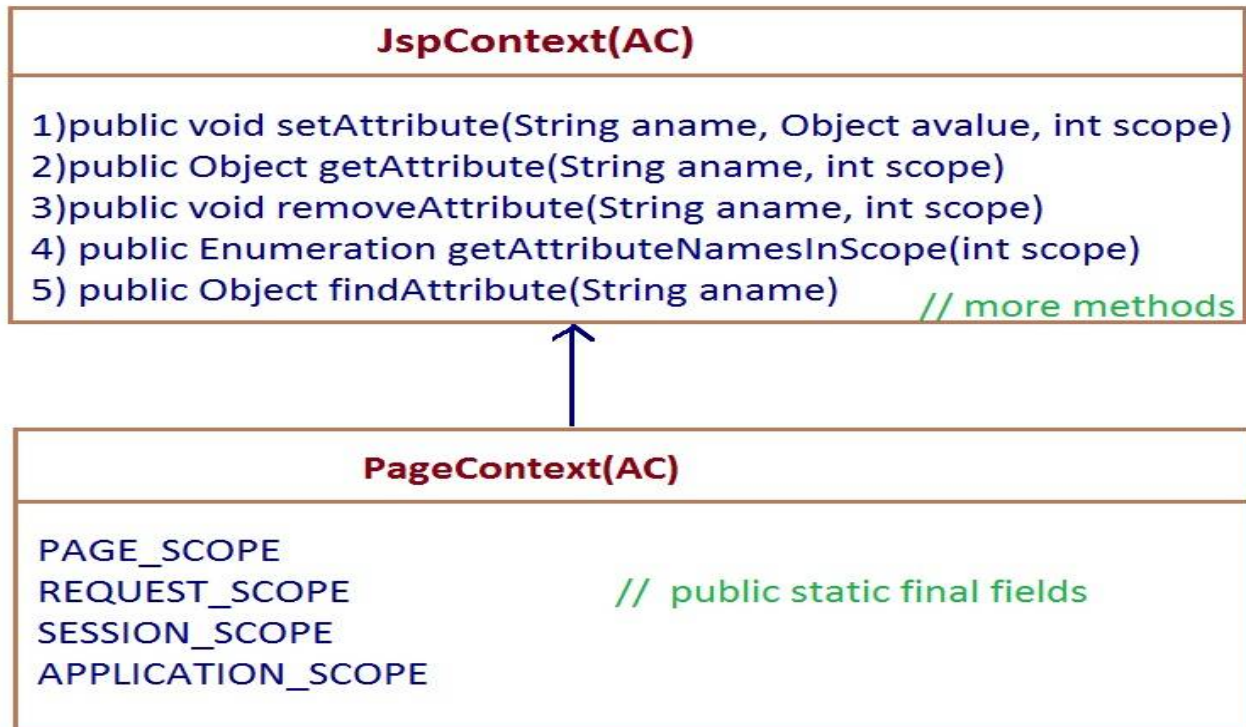 JspContext(AC)
1)public void setAttribute(String aname, Object avalue, int scope)
2)public Object getAttribute(String aname, int scope)
3)public void removeAttribute(String aname, int scope)
4) public Enumeration getAttributeNamesInScope(int scope)
5) public Object findAttribute(String aname) // more methods
PageContext(AC)
PAGE_SCOPE
REQUEST_SCOPE // public static final fields
SESSION_SCOPE
APPLICATION_SCOPE